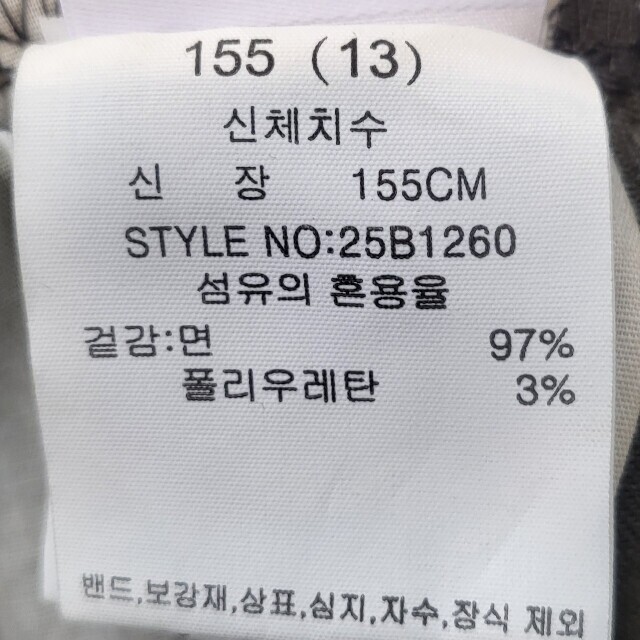 155 (13)
신체치수
신 장 155CM
STYLE NO:25B1260
섬유의 혼용율
겉감:면 97%
폴리우레탄 3%
밴드,보강재,상표,심지,자수,장식 제외